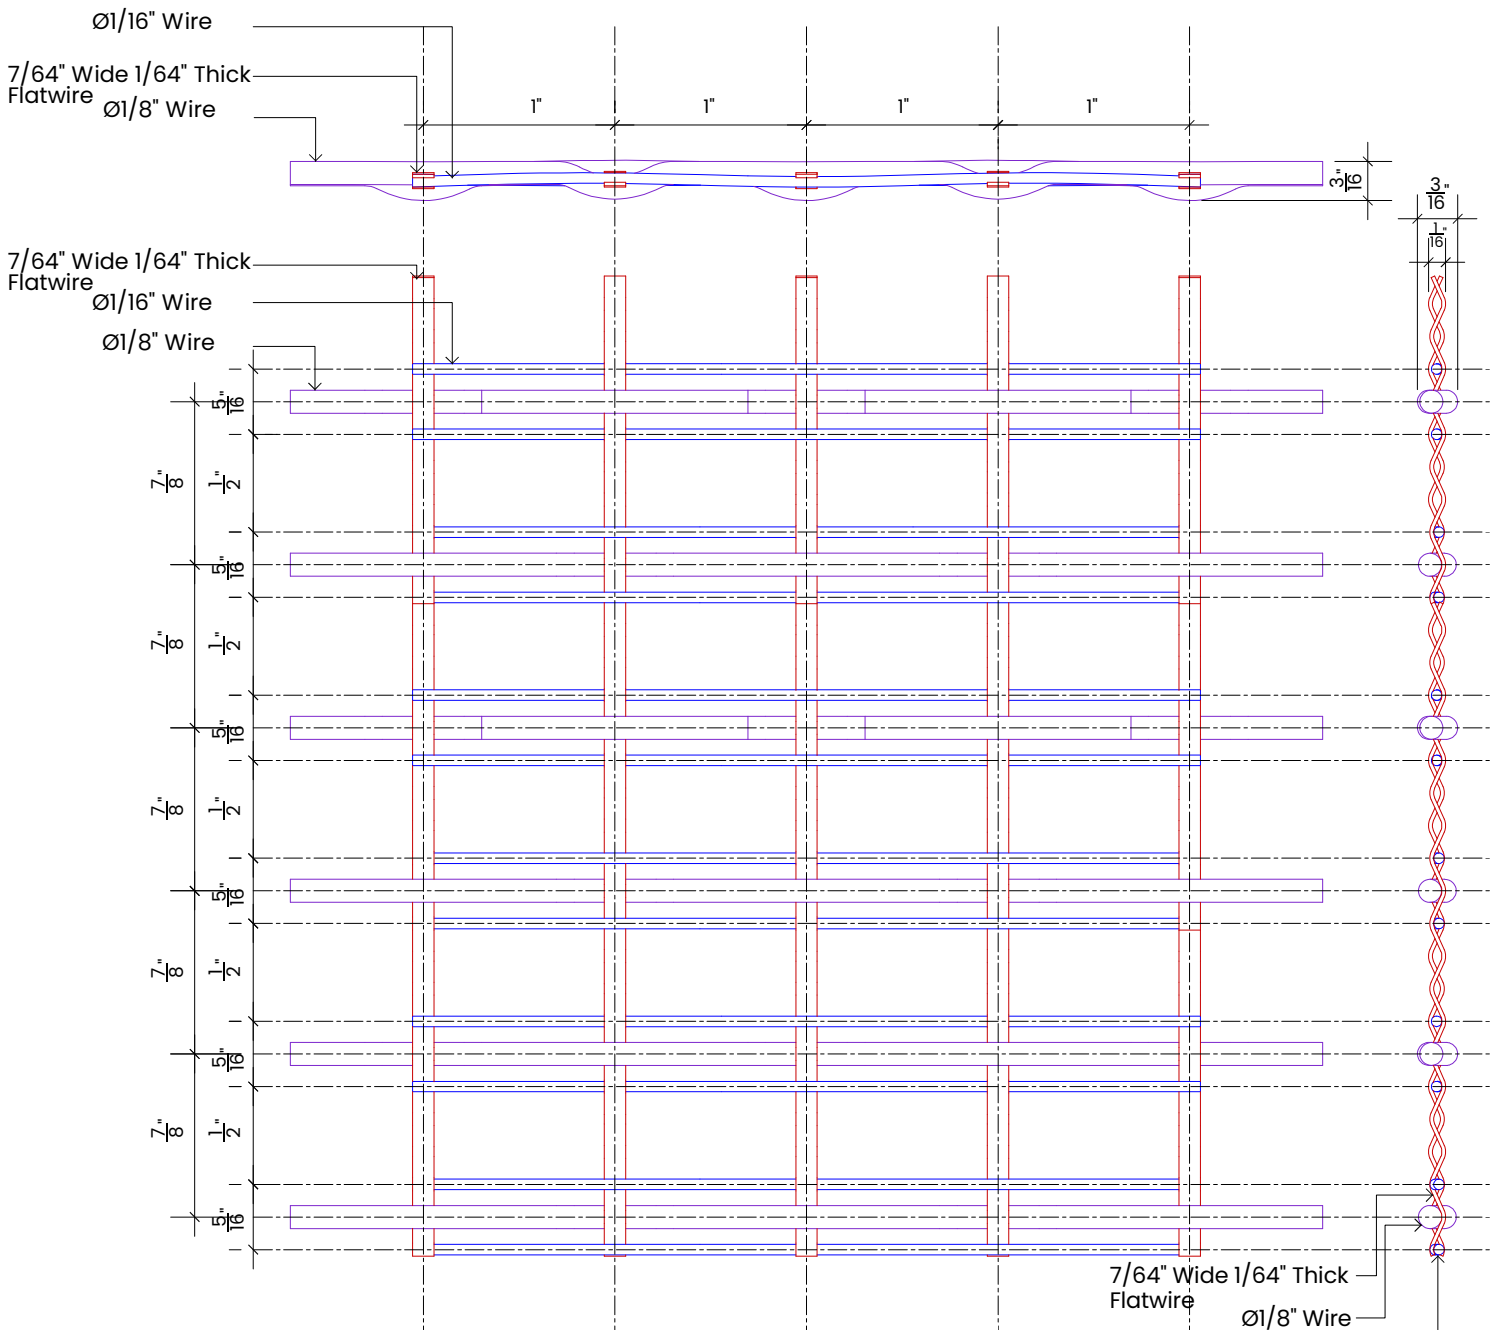 Ø1/16" Wire
7/64" Wide 1/64" Thick
Flatwire
Ø1/8" Wire
1"
1"
1"
1"
3"/16
3"/16
1"/16
7/64" Wide 1/64" Thick
Flatwire
Ø1/16" Wire
Ø1/8" Wire
5"/16
7"/8
1"/2
5"/16
7"/8
1"/2
5"/16
7"/8
1"/2
5"/16
7"/8
1"/2
5"/16
7"/8
1"/2
5"/16
7/64" Wide 1/64" Thick
Flatwire
Ø1/8" Wire